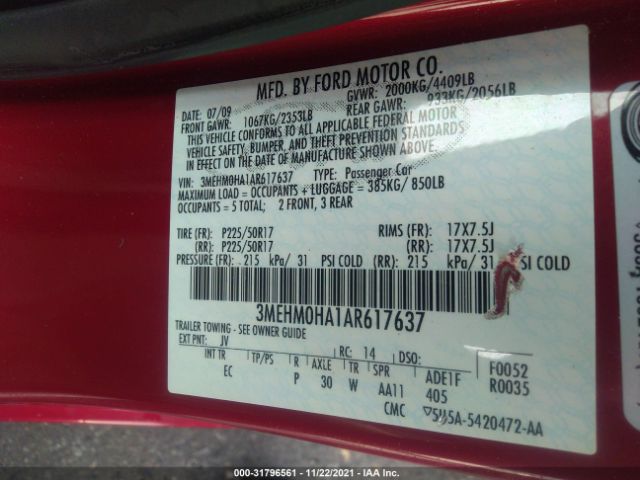 MFD. BY FORD MOTOR CO.
DATE: 07/09 GVWR: 2000KG/4409LB
FRONT GAWR: 1067KG/2353LB REAR GAWR: 933KG/2056LB
THIS VEHICLE CONFORMS TO ALL APPLICABLE FEDERAL MOTOR
VEHICLE SAFETY, BUMPER, AND THEFT PREVENTION STANDARDS
IN EFFECT ON THE DATE OF MANUFACTURE SHOWN ABOVE.
VIN: 3MEHM0HA1AR617637 TYPE: Passenger Car
MAXIMUM LOAD = OCCUPANTS + LUGGAGE = 385KG/ 850LB
OCCUPANTS = 5 TOTAL; 2 FRONT, 3 REAR
TIRE (FR): P225/50R17 RIMS (FR): 17X7.5J
(RR): P225/50R17 (RR): 17X7.5J
PRESSURE (FR): 215 kPa/ 31 PSI COLD (RR): 215 kPa/ 31 SI COLD
3MEHM0HA1AR617637
TRAILER TOWING - SEE OWNER GUIDE
EXT PNT: JV RC: 14 DSO: F0052
INT TR TP/PS R AXLE TR SPR ADE1F R0035
EC P 30 W AA11 405
CMC 5U5A-5420472-AA
000-31796561 - 11/22/2021 - IAA Inc.